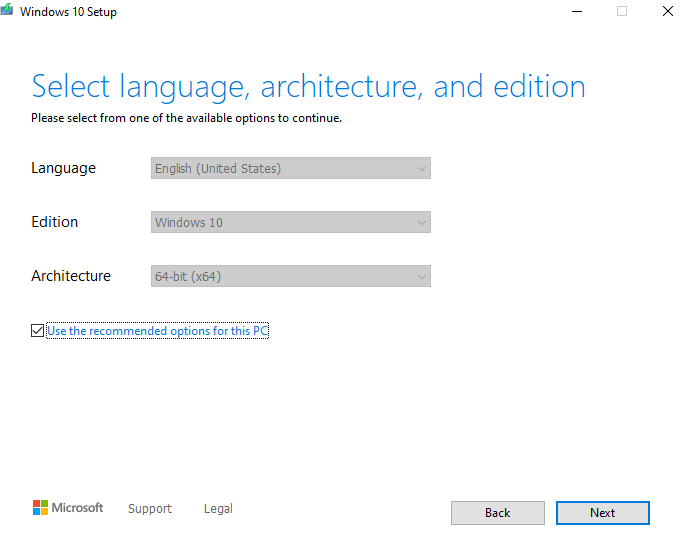 Windows 10 Setup
Select language, architecture, and edition
Please select from one of the available options to continue.
Language English (United States)
Edition Windows 10
Architecture 64-bit (x64)
Use the recommended options for this PC
Microsoft Support Legal Back Next